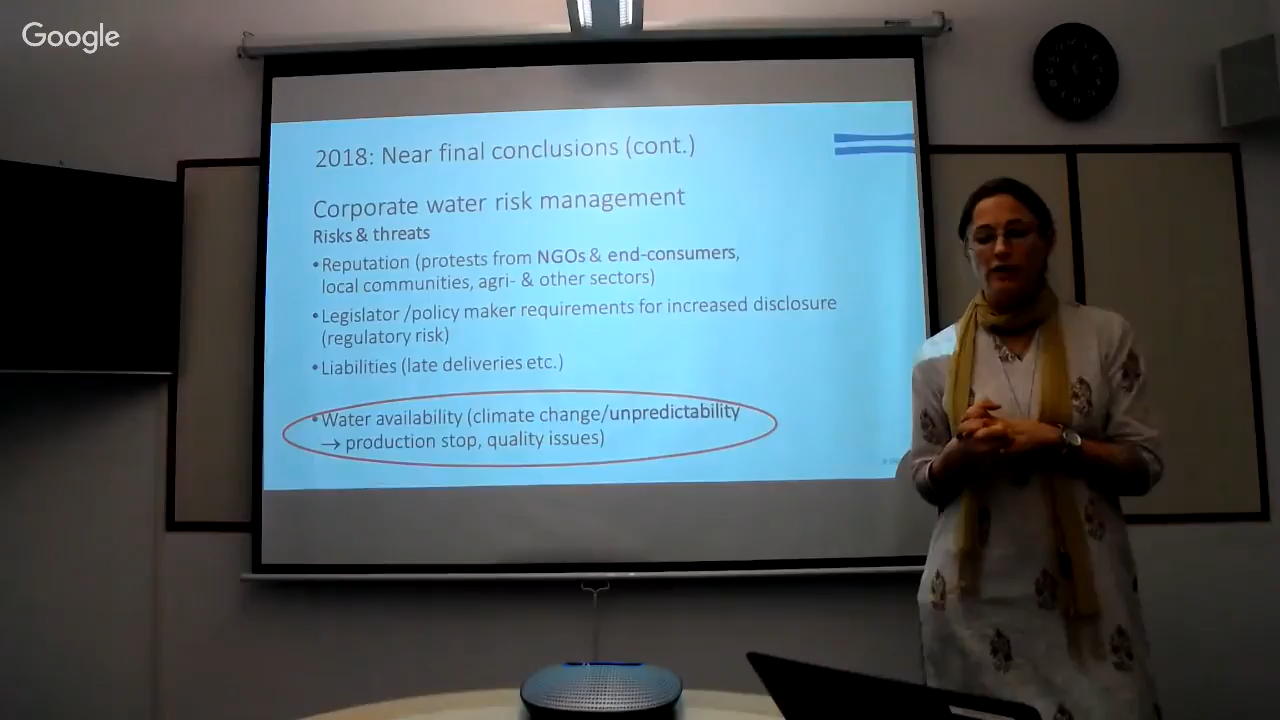 Google
2018: Near final conclusions (cont.)
Corporate water risk management
Risks & threats
•Reputation (protests from NGOs & end-consumers,
local communities, agri- & other sectors)
•Legislator /policy maker requirements for increased disclosure
(regulatory risk)
•Liabilities (late deliveries etc.)
•Water availability (climate change/unpredictability
→ production stop, quality issues)